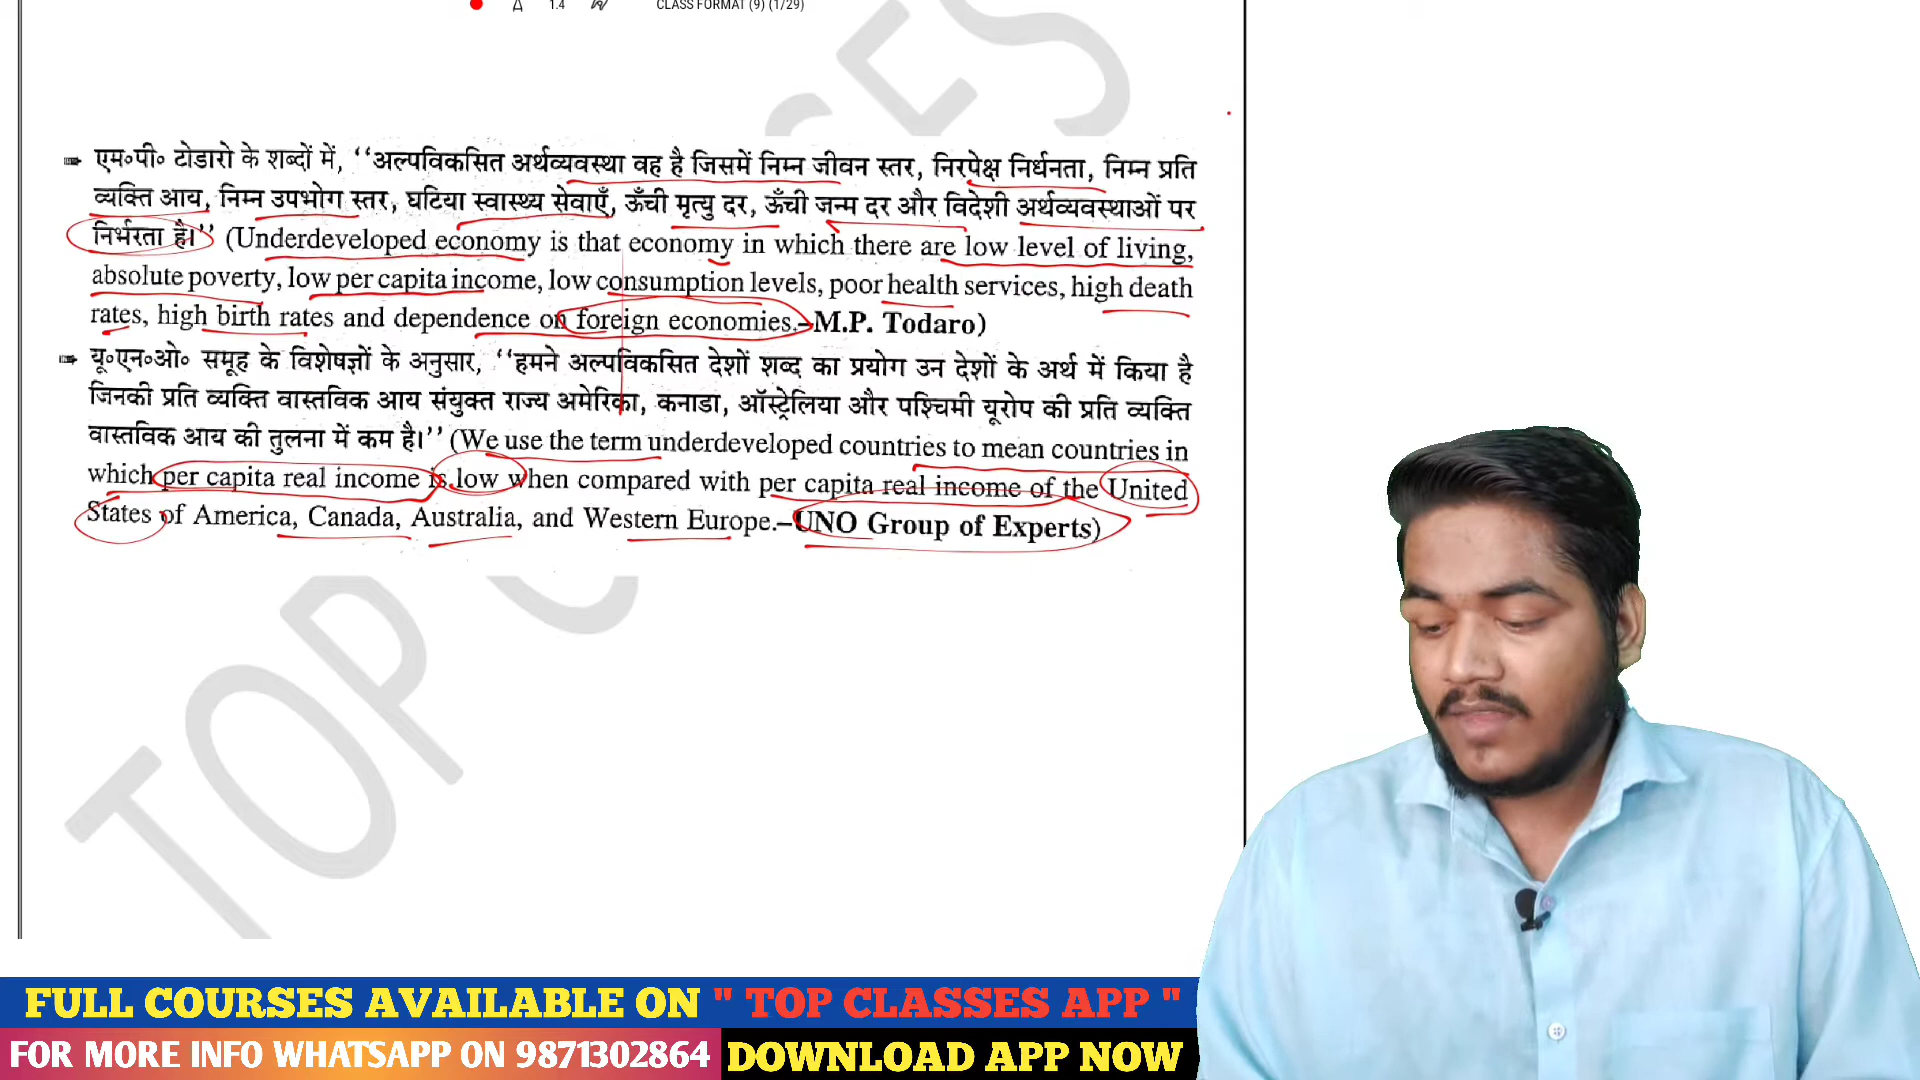 1.4 CLASS FORMAT (9) (1/29)
एम॰पी॰ टोडारो के शब्दों में, ‘‘अल्पविकसित अर्थव्यवस्था वह है जिसमें निम्न जीवन स्तर, निरपेक्ष निर्धनता, निम्न प्रति
व्यक्ति आय, निम्न उपभोग स्तर, घटिया स्वास्थ्य सेवाएँ, ऊँची मृत्यु दर, ऊँची जन्म दर और विदेशी अर्थव्यवस्थाओं पर
निर्भरता है।’’ (Underdeveloped economy is that economy in which there are low level of living,
absolute poverty, low per capita income, low consumption levels, poor health services, high death
rates, high birth rates and dependence on foreign economies.–M.P. Todaro)
यू॰एन॰ओ॰ समूह के विशेषज्ञों के अनुसार, ‘‘हमने अल्पविकसित देशों शब्द का प्रयोग उन देशों के अर्थ में किया है
जिनकी प्रति व्यक्ति वास्तविक आय संयुक्त राज्य अमेरिका, कनाडा, ऑस्ट्रेलिया और पश्चिमी यूरोप की प्रति व्यक्ति
वास्तविक आय की तुलना में कम है।’’ (We use the term underdeveloped countries to mean countries in
which per capita real income is low when compared with per capita real income of the United
States of America, Canada, Australia, and Western Europe.–UNO Group of Experts)
TOP C ES
FULL COURSES AVAILABLE ON " TOP CLASSES APP "
FOR MORE INFO WHATSAPP ON 9871302864 DOWNLOAD APP NOW